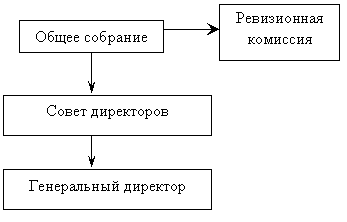 Общее собрание
Ревизионная
комиссия
Совет директоров
Генеральный директор